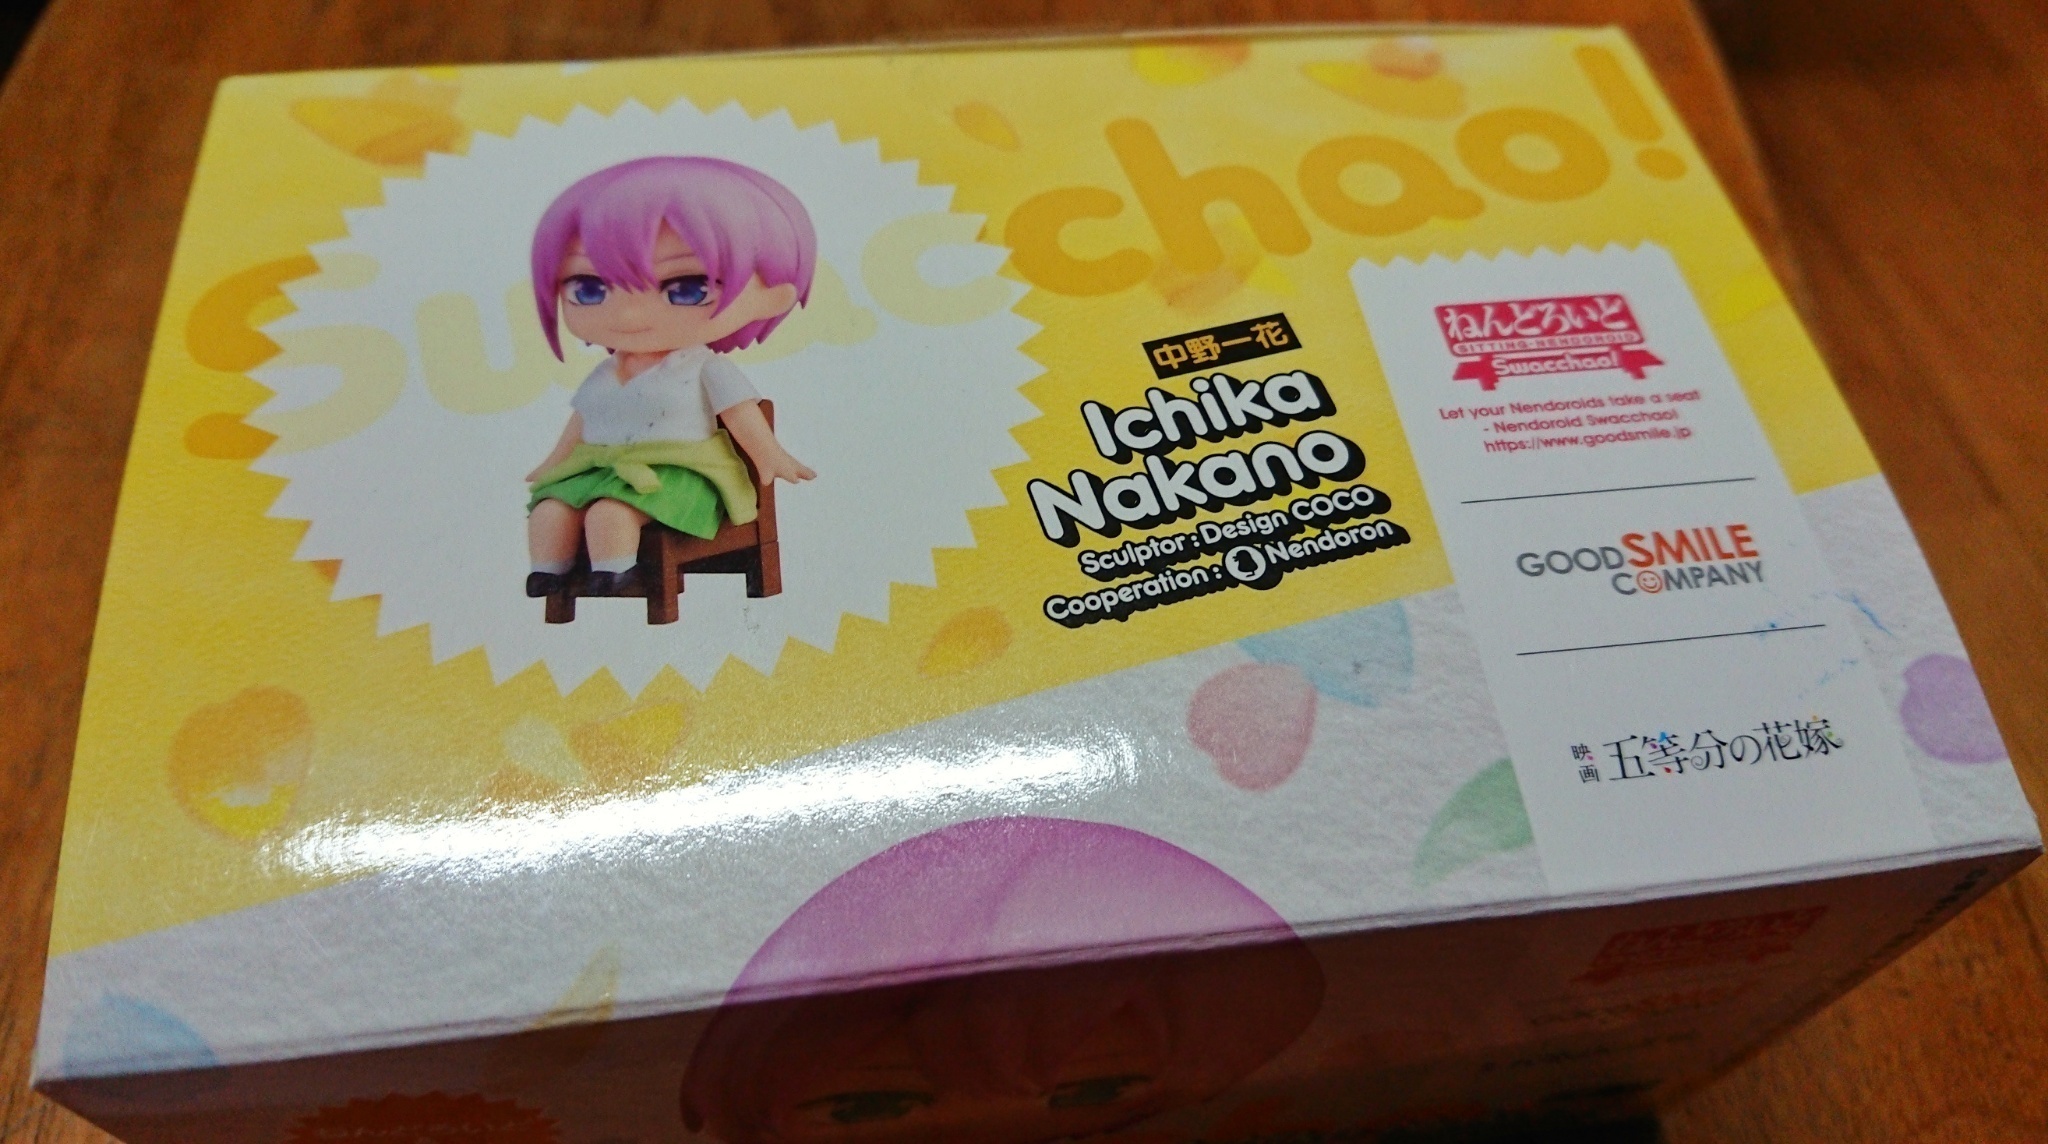 Swacchao!
中野一花
Ichika
Nakano
Sculptor : Design COCO
Cooperation : Nendoron
ねんどろいど
SITTING-NENDOROID
Swacchao!
Let your Nendoroids take a seat
- Nendoroid Swacchao!
https://www.goodsmile.jp
GOODSMILE
COMPANY
映画 五等分の花嫁